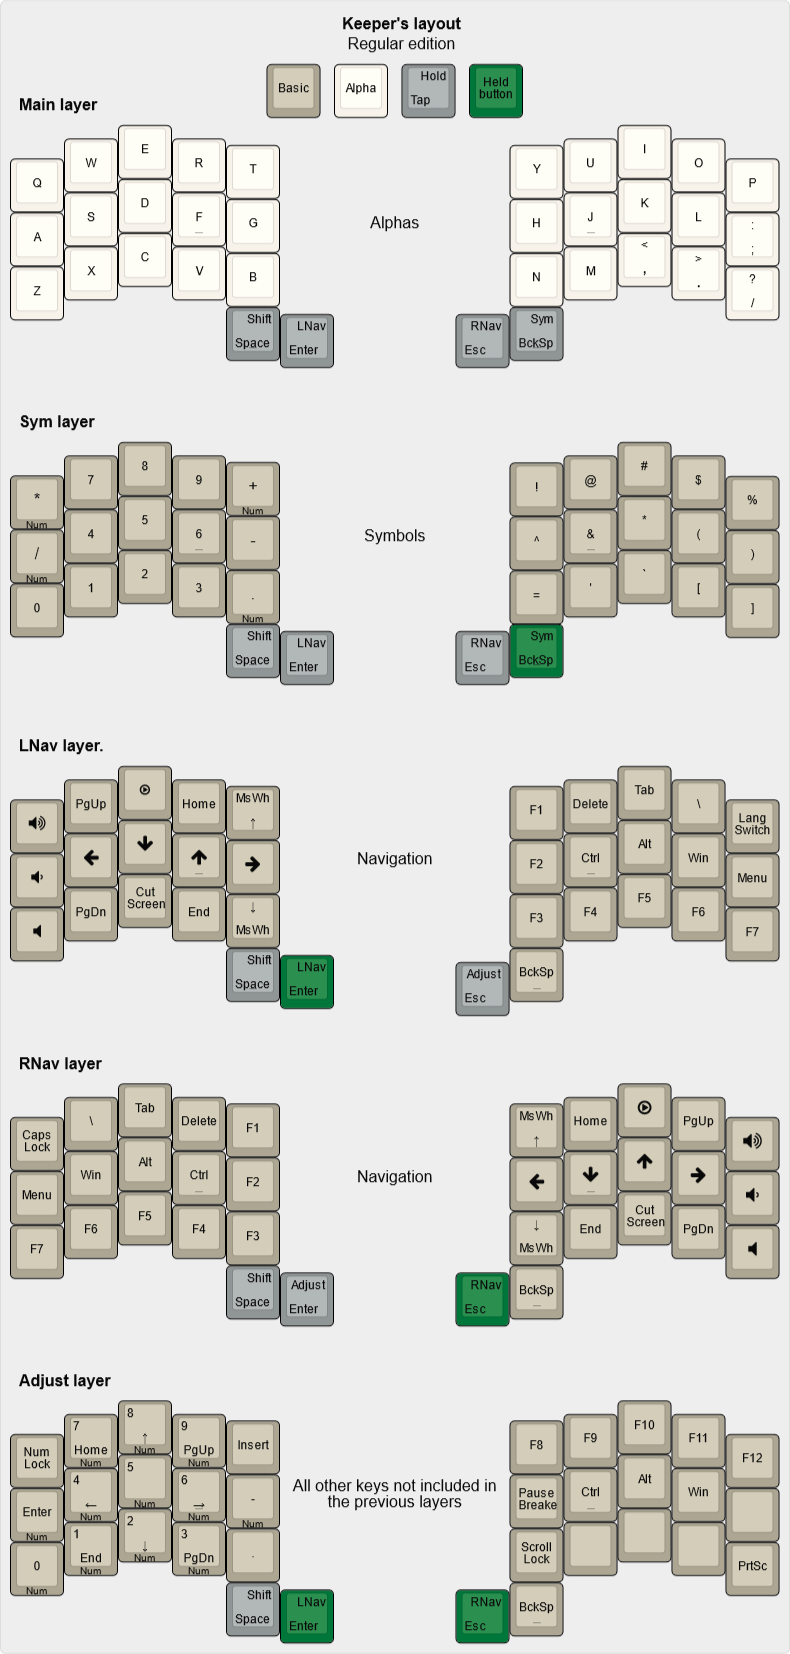 Keeper's layout
Regular edition
Basic
Alpha
Hold
Tap
Held
button
Main layer
Q W E R T
Y U I O P
A S D F G
Alphas
H J K L : ;
Z X C V B
N M < , > . ? /
Shift
Space
LNav
Enter
RNav
Esc
Sym
BckSp
Sym layer
* Num 7 8 9 + Num
! @ # $ %
/ Num 4 5 6 -
Symbols
^ & * ( )
0 1 2 3 . Num
= ' ` [ ]
Shift
Space
LNav
Enter
RNav
Esc
Sym
BckSp
LNav layer.
PgUp
Home
MsWh
↑
F1
Delete
Tab
\
Lang
Switch
← ↓ ↑ →
Navigation
F2
Ctrl
Alt
Win
Menu
PgDn
Cut
Screen
End
↓
MsWh
F3
F4
F5
F6
F7
Shift
Space
LNav
Enter
Adjust
Esc
BckSp
RNav layer
Caps
Lock
\
Tab
Delete
F1
MsWh
↑
Home
PgUp
Menu
Win
Alt
Ctrl
F2
Navigation
← ↓ ↑ →
F7
F6
F5
F4
F3
↓
MsWh
End
Cut
Screen
PgDn
Shift
Space
Adjust
Enter
RNav
Esc
BckSp
Adjust layer
Num
Lock
7
Home
Num
8
↑
Num
9
PgUp
Num
Insert
F8
F9
F10
F11
F12
Enter
Num
4
←
Num
5
Num
6
→
Num
-
Num
All other keys not included in
the previous layers
Pause
Breake
Ctrl
Alt
Win
0
Num
1
End
Num
2
↓
Num
3
PgDn
Num
.
Scroll
Lock
PrtSc
Shift
Space
LNav
Enter
RNav
Esc
BckSp